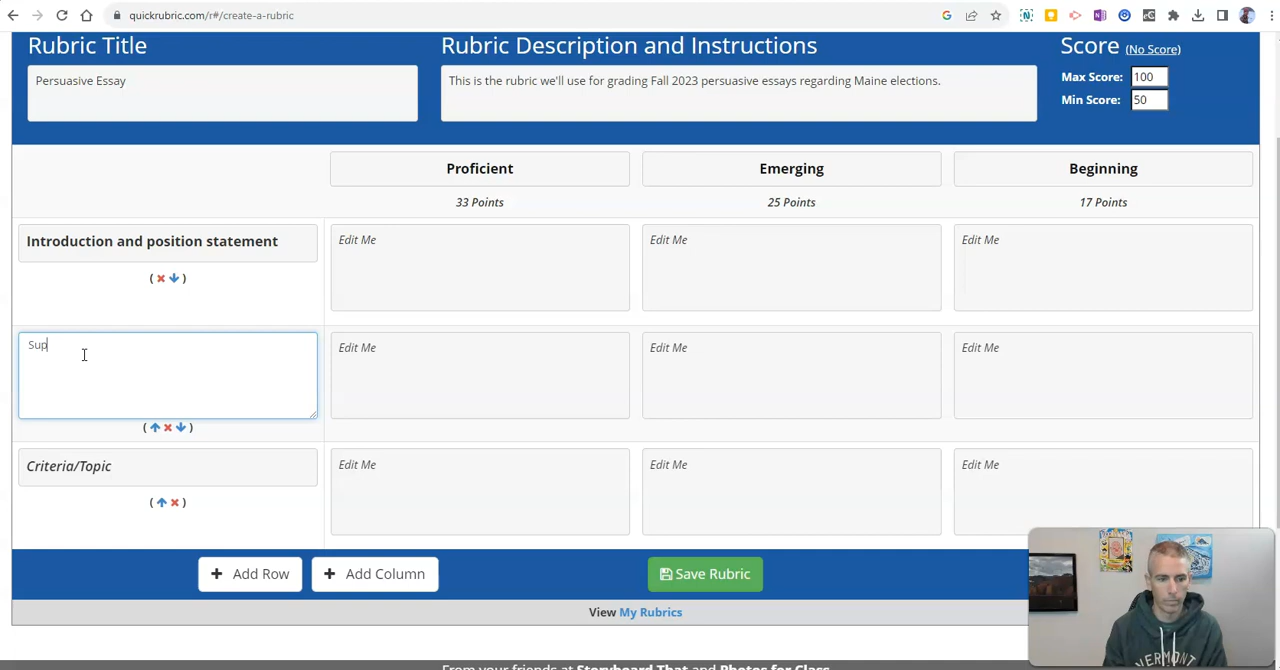 quickrubric.com/r#/create-a-rubric
Rubric Title
Rubric Description and Instructions
Score (No Score)
Persuasive Essay
This is the rubric we'll use for grading Fall 2023 persuasive essays regarding Maine elections.
Max Score: 100
Min Score: 50
Proficient
Emerging
Beginning
33 Points
25 Points
17 Points
Introduction and position statement
Edit Me
Edit Me
Edit Me
Sup
Edit Me
Edit Me
Edit Me
Criteria/Topic
Edit Me
Edit Me
Edit Me
+ Add Row
+ Add Column
Save Rubric
View My Rubrics
From your friends at Storyboard That and Photos for Class
VERMONT